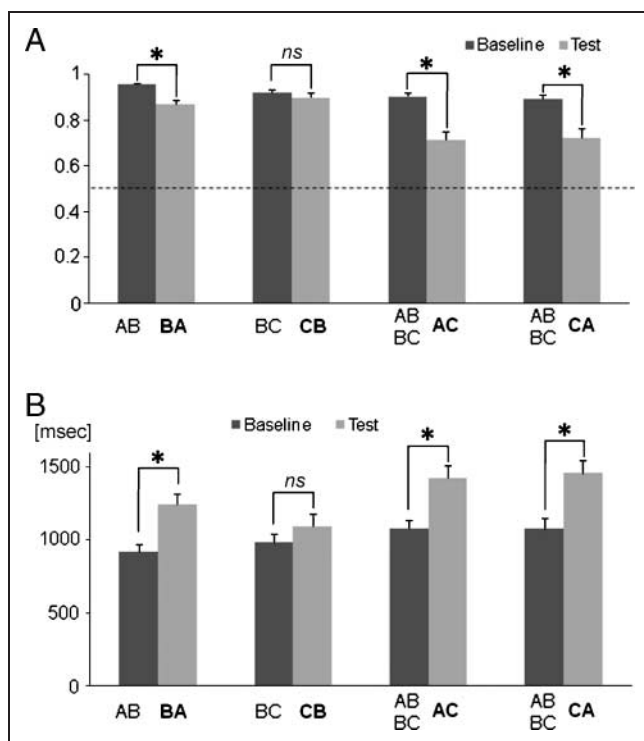 A
Baseline Test
* ns * *
1
0.8
0.6
0.4
0.2
0
AB BA BC CB AB BC AC AB BC CA
B
[msec]
Baseline Test
* ns * *
1500
1000
500
0
AB BA BC CB AB BC AC AB BC CA